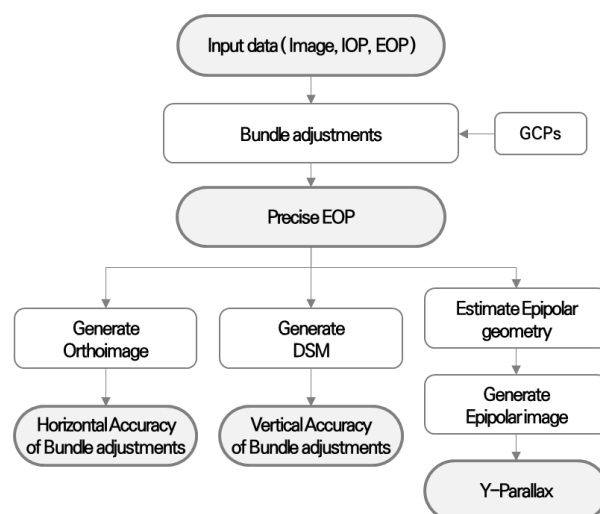 Input data ( Image, IOP, EOP )
Bundle adjustments
GCPs
Precise EOP
Generate
Orthoimage
Generate
DSM
Estimate Epipolar
geometry
Generate
Epipolar image
Horizontal Accuracy
of Bundle adjustments
Vertical Accuracy
of Bundle adjustments
Y-Parallax